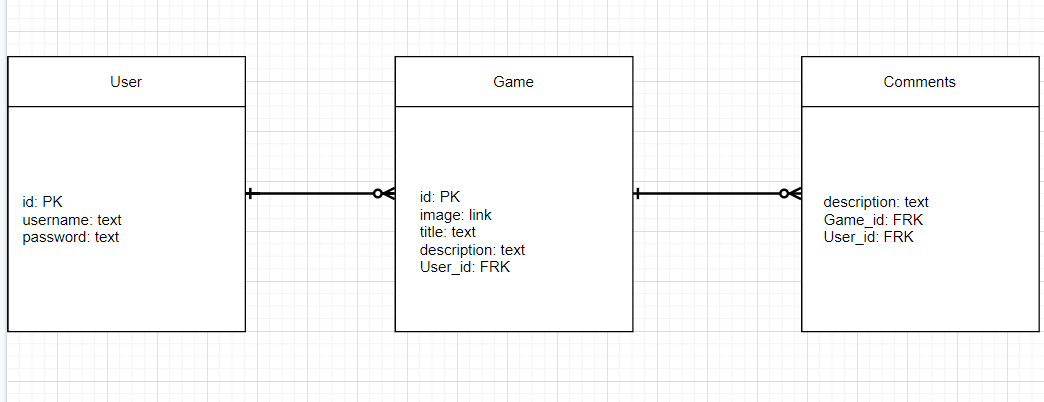 User
id: PK
username: text
password: text
Game
id: PK
image: link
title: text
description: text
User_id: FRK
Comments
description: text
Game_id: FRK
User_id: FRK